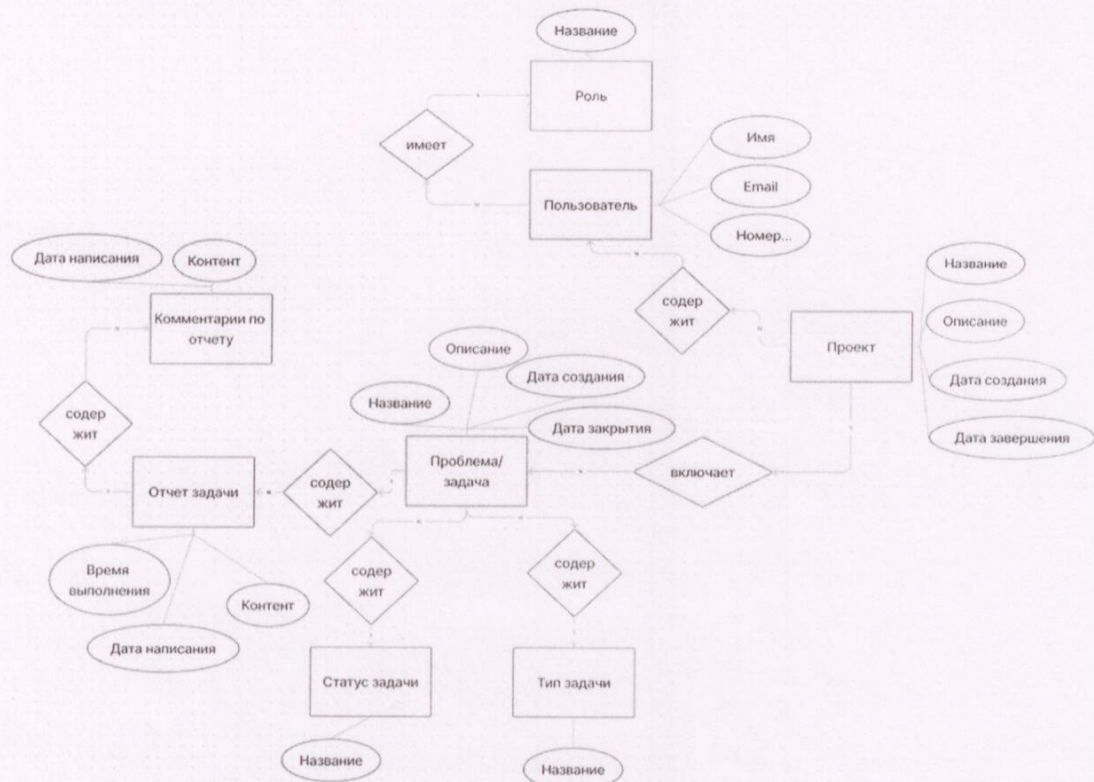 Название
Роль
имеет
Имя
Пользователь
Email
Номер...
Дата написания
Контент
Название
содер
жит
Комментарии по
отчету
Описание
Проект
Описание
Дата создания
Дата создания
Название
содер
жит
Дата закрытия
Дата завершения
Проблема/
задача
включает
Отчет задачи
содер
жит
Время
выполнения
содер
жит
содер
жит
Контент
Дата написания
Статус задачи
Тип задачи
Название
Название